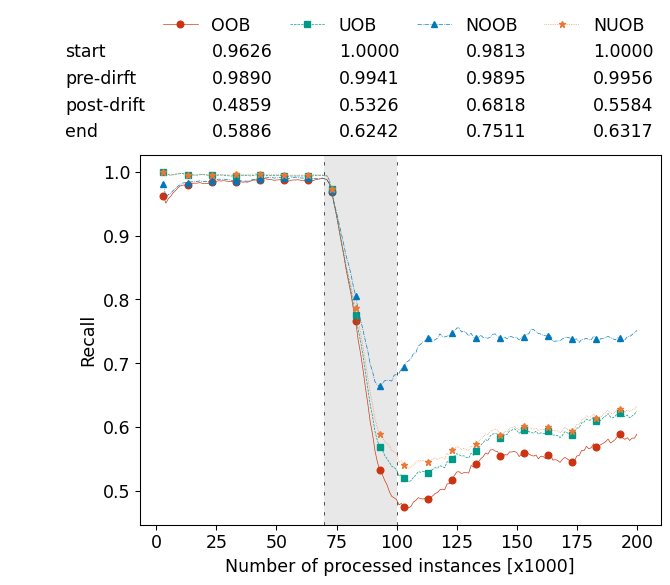 OOB UOB NOOB NUOB
start 0.9626 1.0000 0.9813 1.0000
pre-dirft 0.9890 0.9941 0.9895 0.9956
post-drift 0.4859 0.5326 0.6818 0.5584
end 0.5886 0.6242 0.7511 0.6317
1.0
0.9
0.8
0.7
0.6
0.5
Recall
0 25 50 75 100 125 150 175 200
Number of processed instances [x1000]